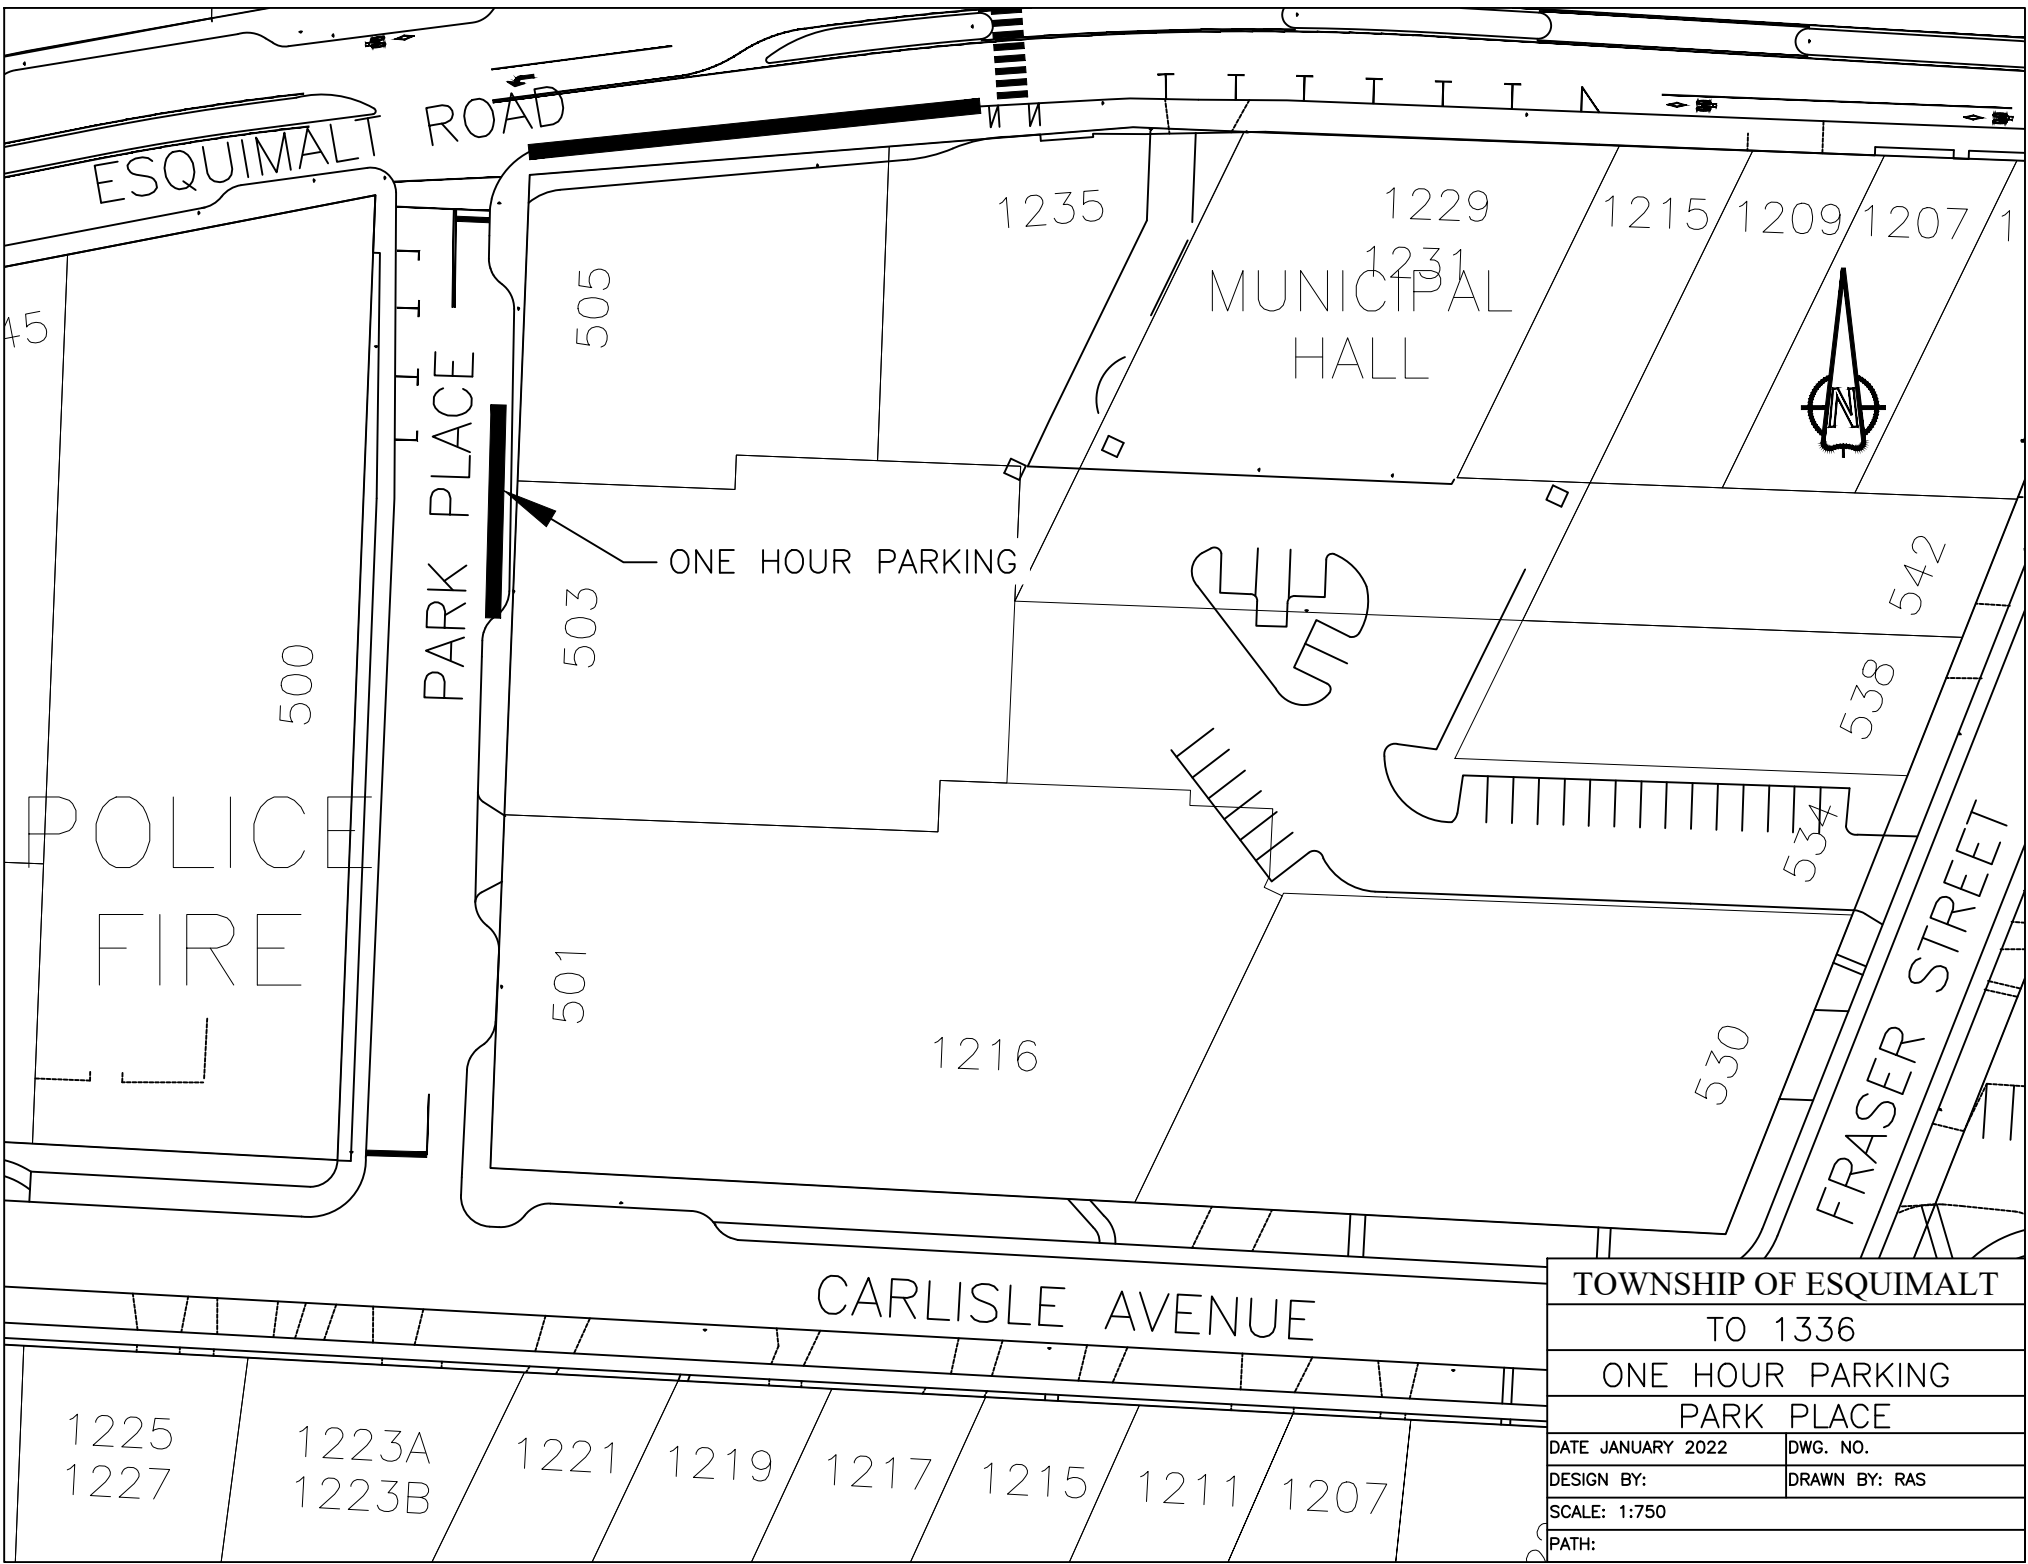 ESQUIMALT ROAD
1235
1229
1231
MUNICIPAL
HALL
1215
1209
1207
1
45
505
PARK PLACE
ONE HOUR PARKING
N
503
542
500
538
POLICE
FIRE
534
501
1216
530
FRASER STREET
CARLISLE AVENUE
1225
1227
1223A
1223B
1221
1219
1217
1215
1211
1207
TOWNSHIP OF ESQUIMALT
TO 1336
ONE HOUR PARKING
PARK PLACE
DATE JANUARY 2022
DWG. NO.
DESIGN BY:
DRAWN BY: RAS
SCALE: 1:750
PATH: